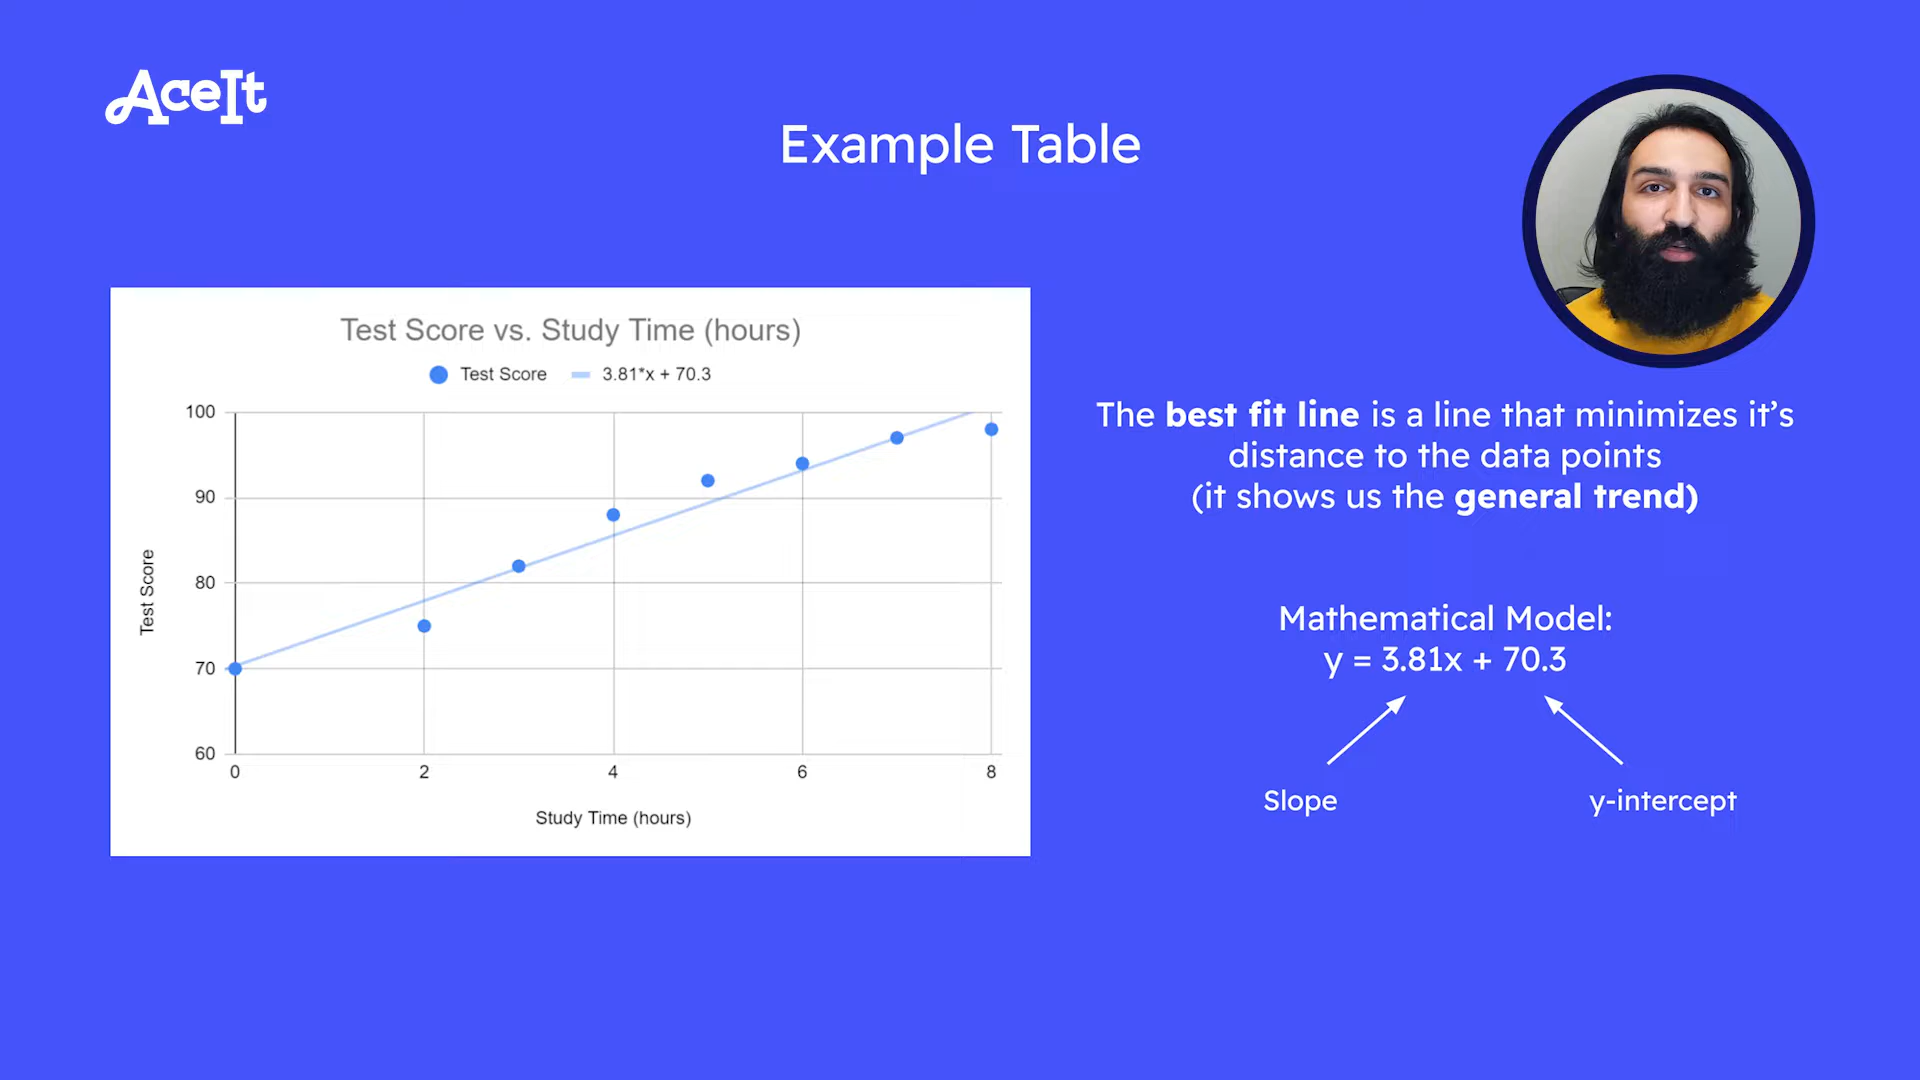 AceIt
Example Table
Test Score vs. Study Time (hours)
Test Score 3.81*x + 70.3
100
90
80
70
60
Test Score
0 2 4 6 8
Study Time (hours)
The best fit line is a line that minimizes it's
distance to the data points
(it shows us the general trend)
Mathematical Model:
y = 3.81x + 70.3
Slope
y-intercept